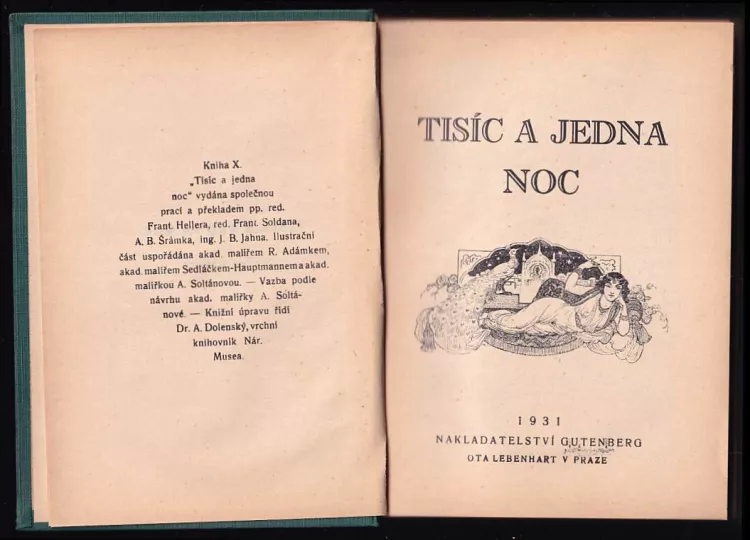 Kniha X.
„Tisíc a jedna
noc“ vydána společnou
prací a překladem pp. red.
Frant. Hellera, red. Frant. Soldana,
A. B. Šrámka, ing. J. B. Jahna. Ilustrační
část uspořádána akad. malířem R. Adámkem,
akad. malířem Sedláčkem-Hauptmannem a akad.
malířkou A. Soltánovou. — Vazba podle
návrhu akad. malířky A. Soltá-
nové. — Knižní úpravu řídí
Dr. A. Dolenský, vrchní
knihovník Nár.
Musea.
TISÍC A JEDNA
NOC
1931
NAKLADATELSTVÍ GUTENBERG
OTA LEBENHART V PRAZE